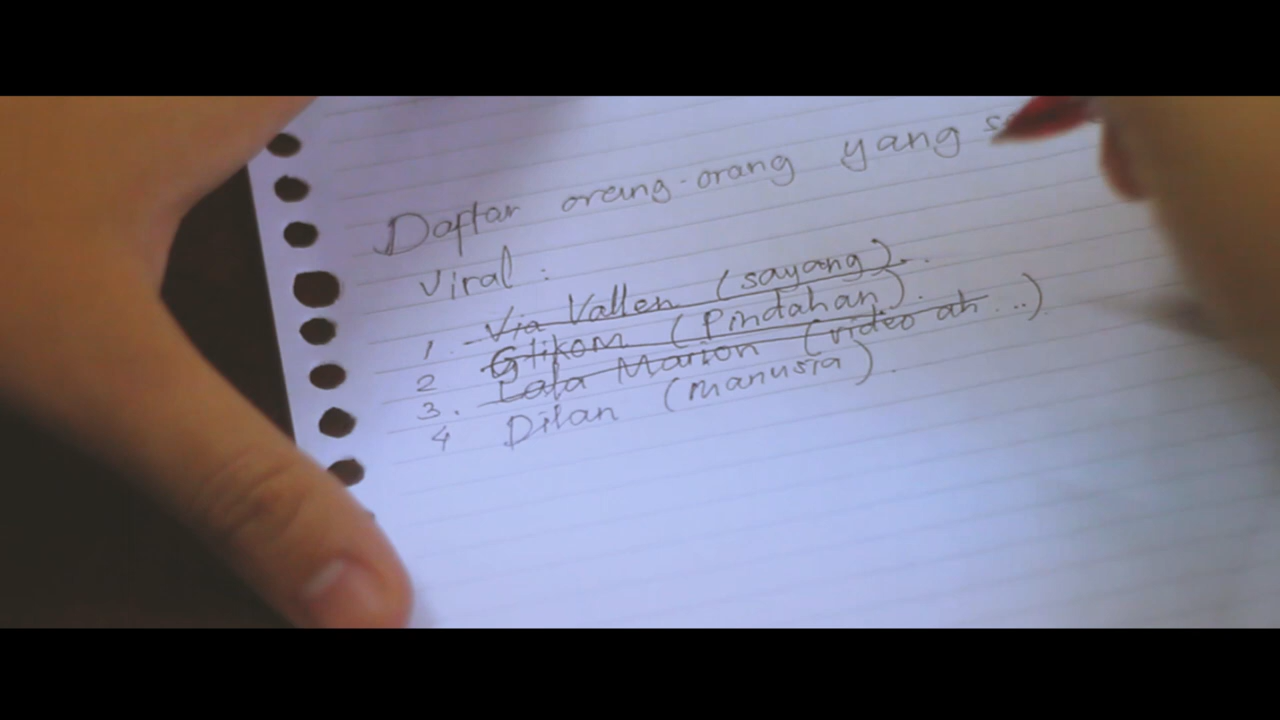 Daftar orang-orang yang
Viral :
1. Via Vallen (sayang).
2 Glikom (Pindahan).
3. Lala Marion (video ah ..)
4 Dilan (Manusia).